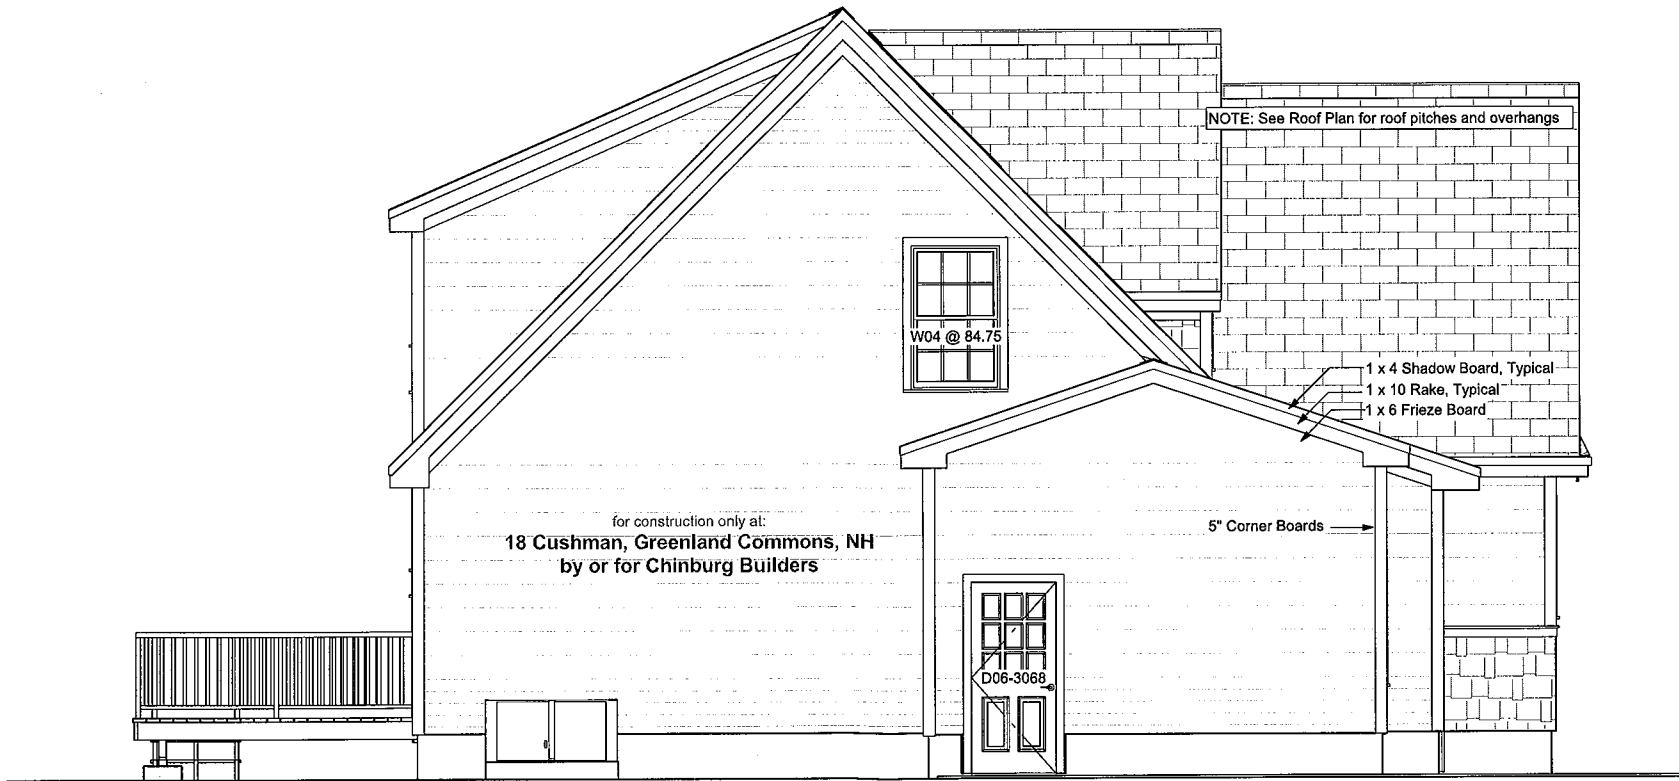 NOTE: See Roof Plan for roof pitches and overhangs
W04 @ 84.75
1 x 4 Shadow Board, Typical
1 x 10 Rake, Typical
1 x 6 Frieze Board
for construction only at:
18 Cushman, Greenland Commons, NH
by or for Chinburg Builders
5" Corner Boards
D06-3068